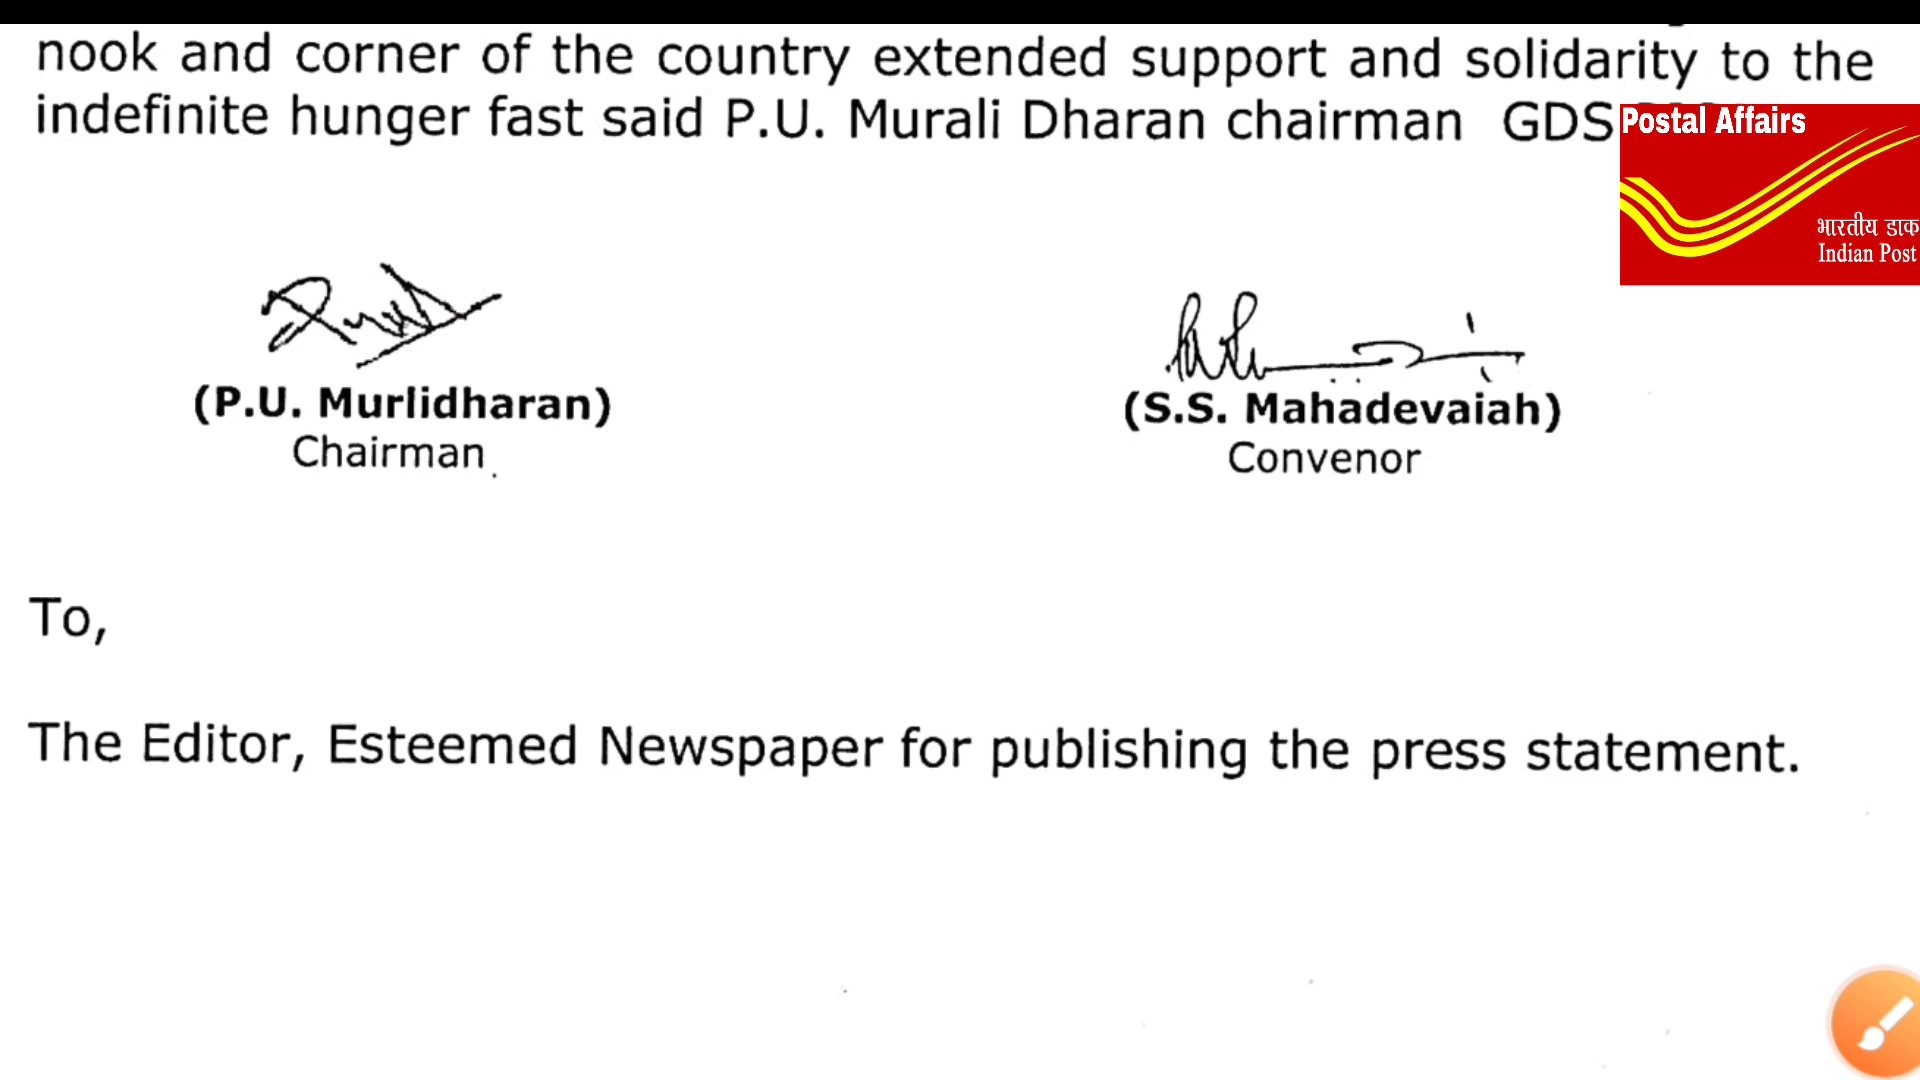 nook and corner of the country extended support and solidarity to the
indefinite hunger fast said P.U. Murali Dharan chairman GDS
Postal Affairs
भारतीय डाक
Indian Post
(P.U. Murlidharan)
Chairman
(S.S. Mahadevaiah)
Convenor
To,
The Editor, Esteemed Newspaper for publishing the press statement.